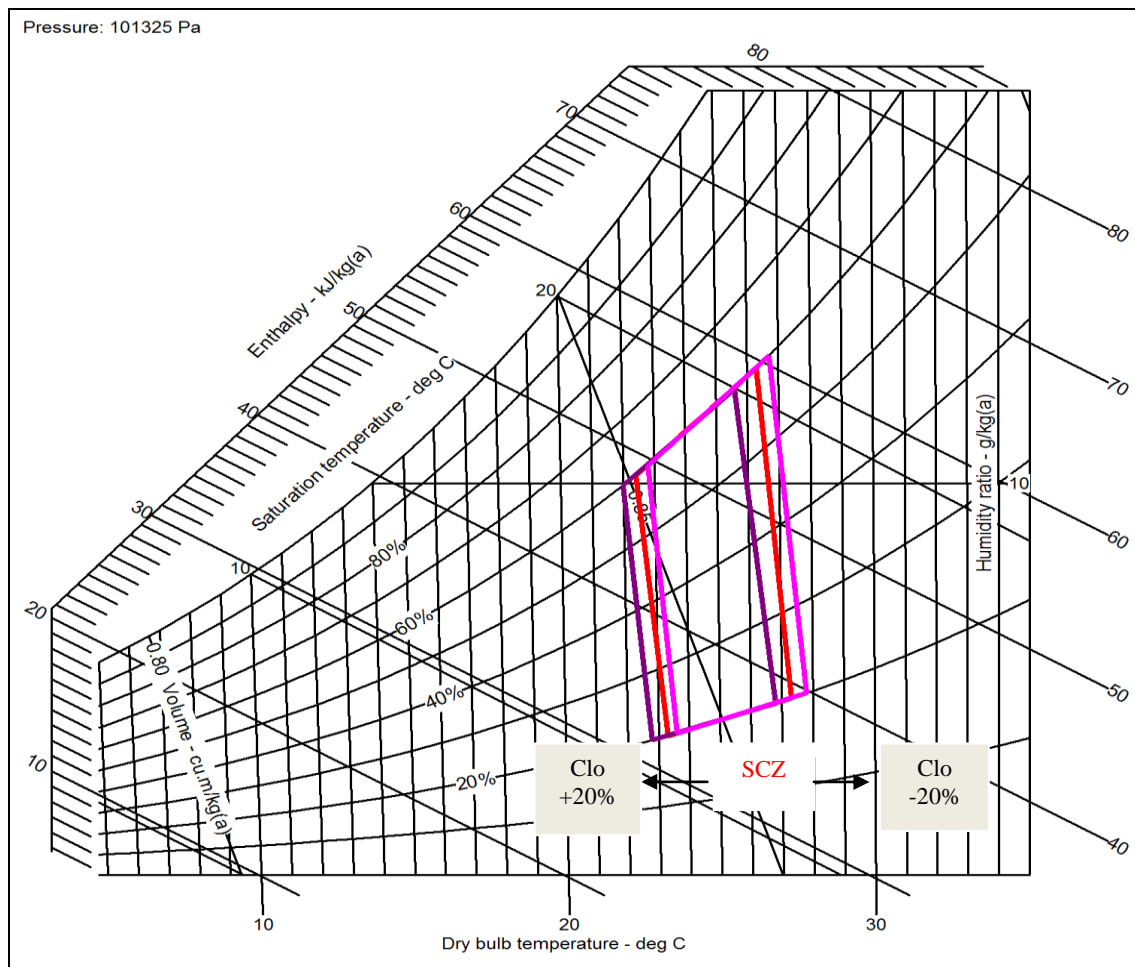 Pressure: 101325 Pa
80
70
60
50
40
30
20
10
Enthalpy - kJ/kg(a)
Saturation temperature - deg C
20
10
80%
60%
40%
20%
0.80 Volume - cu.m/kg(a)
Humidity ratio - g/kg(a)
10
80
70
60
50
40
Clo
+20%
SCZ
Clo
-20%
10
20
30
Dry bulb temperature - deg C